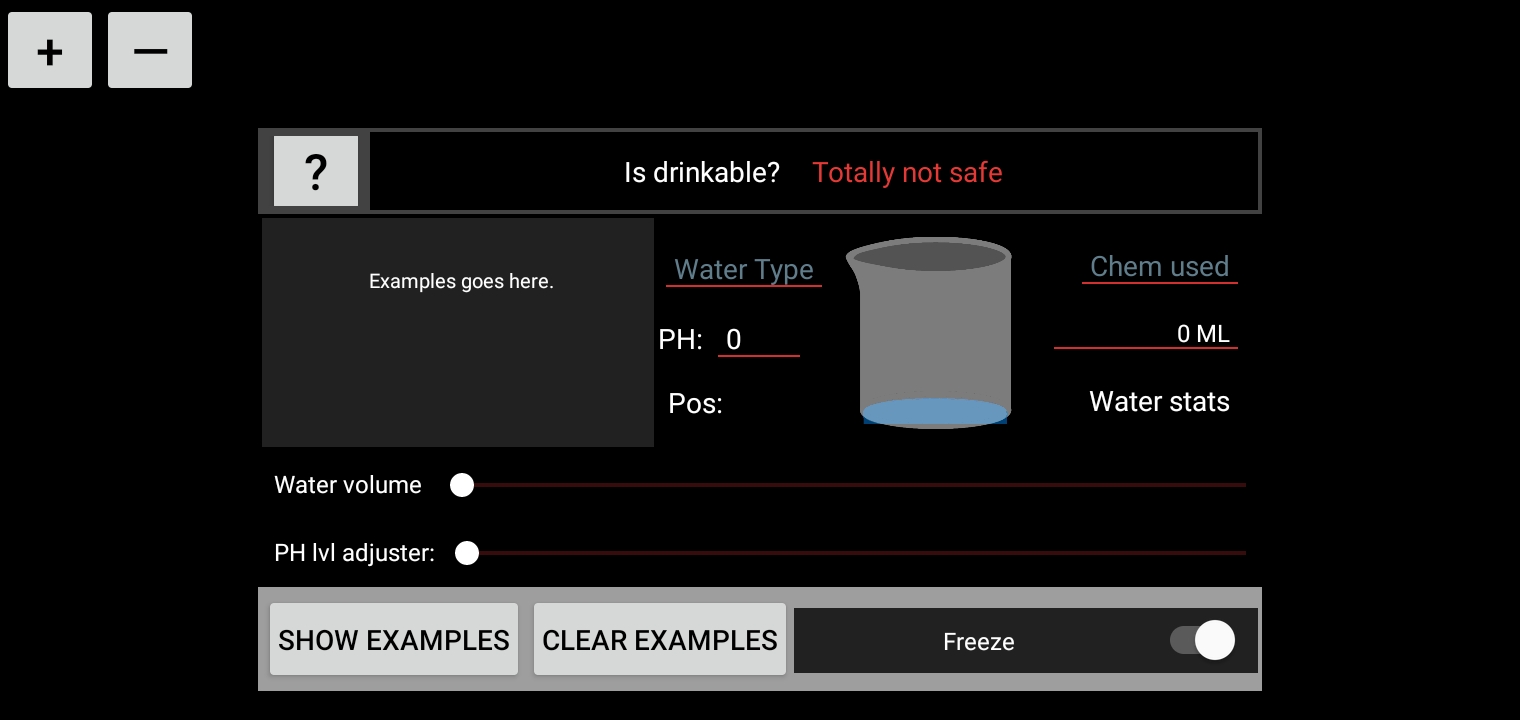 + —
? Is drinkable? Totally not safe
Examples goes here.
Water Type
Chem used
PH: 0
0 ML
Pos:
Water stats
Water volume
PH lvl adjuster:
SHOW EXAMPLES CLEAR EXAMPLES Freeze